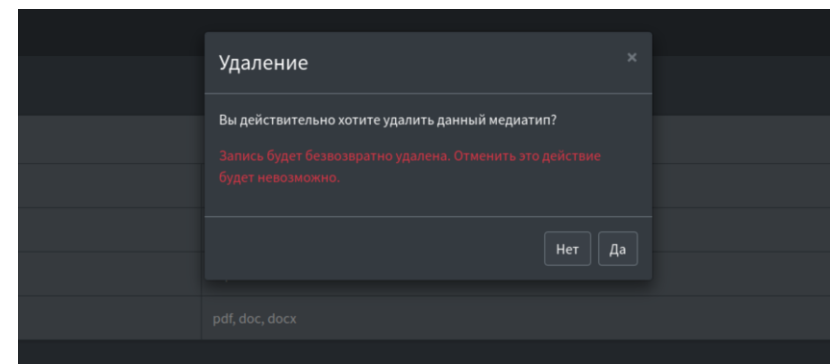 Удаление ×
Вы действительно хотите удалить данный медиатип?
Запись будет безвозвратно удалена. Отменить это действие
будет невозможно.
Нет Да
pdf, doc, docx